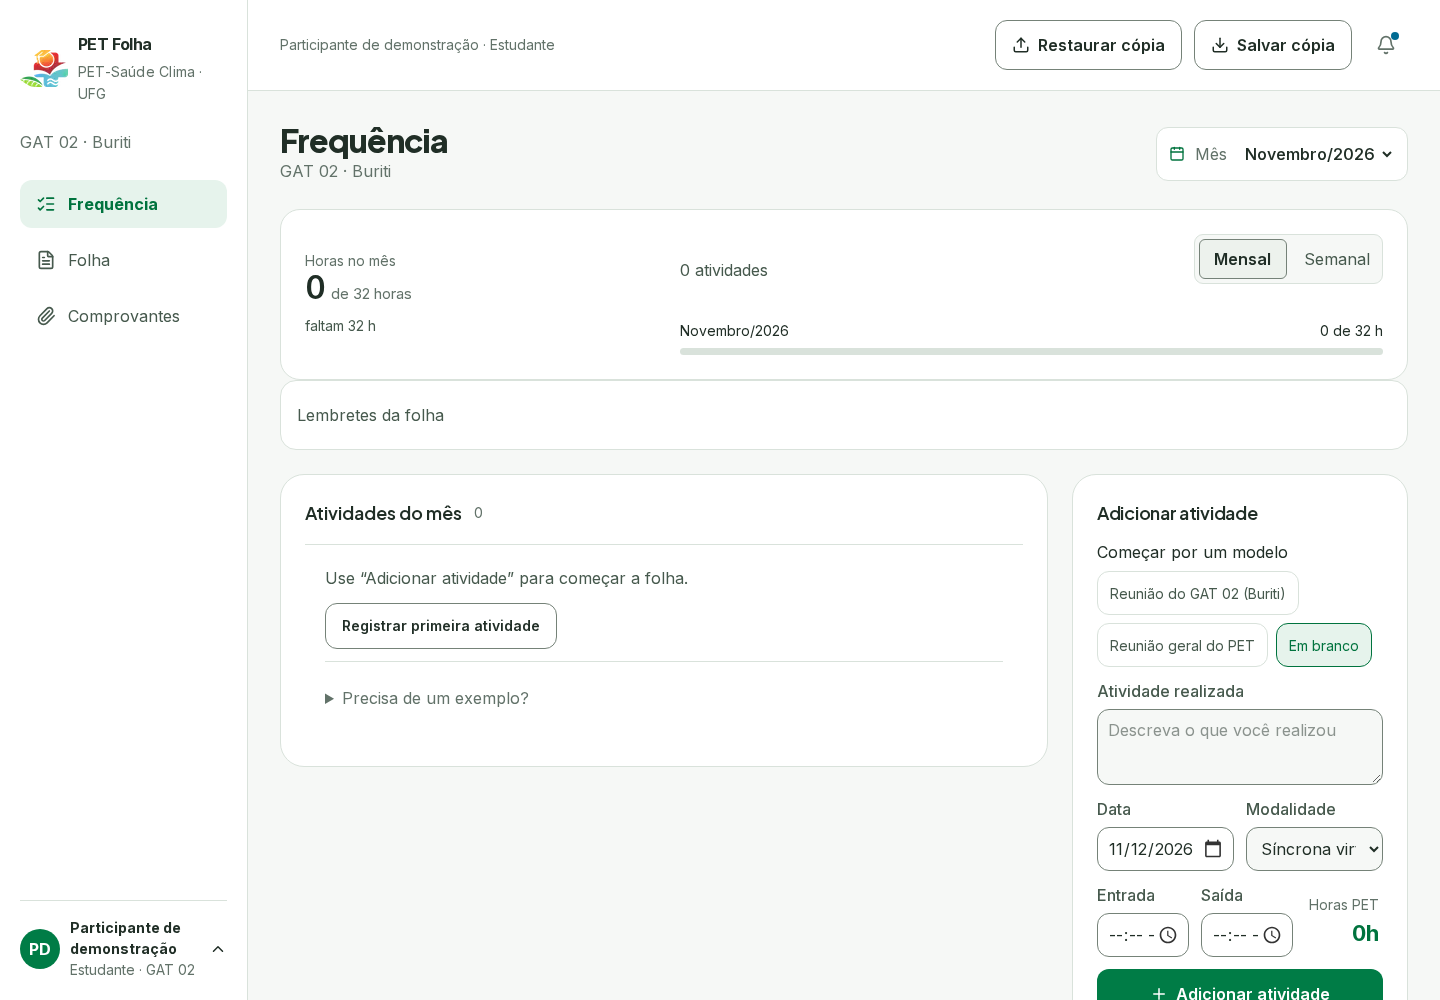 PET Folha
PET-Saúde Clima ·
UFG
GAT 02 · Buriti
Frequência
Folha
Comprovantes
PD
Participante de
demonstração
Estudante · GAT 02
Participante de demonstração · Estudante
Restaurar cópia
Salvar cópia
Frequência
GAT 02 · Buriti
Mês
Novembro/2026
Horas no mês
0 de 32 horas
faltam 32 h
0 atividades
Mensal
Semanal
Novembro/2026
0 de 32 h
Lembretes da folha
Atividades do mês 0
Use “Adicionar atividade” para começar a folha.
Registrar primeira atividade
Precisa de um exemplo?
Adicionar atividade
Começar por um modelo
Reunião do GAT 02 (Buriti)
Reunião geral do PET
Em branco
Atividade realizada
Descreva o que você realizou
Data
Modalidade
11/12/2026
Síncrona vir
Entrada
Saída
Horas PET
--:-- -
--:-- -
0h
Adicionar atividade